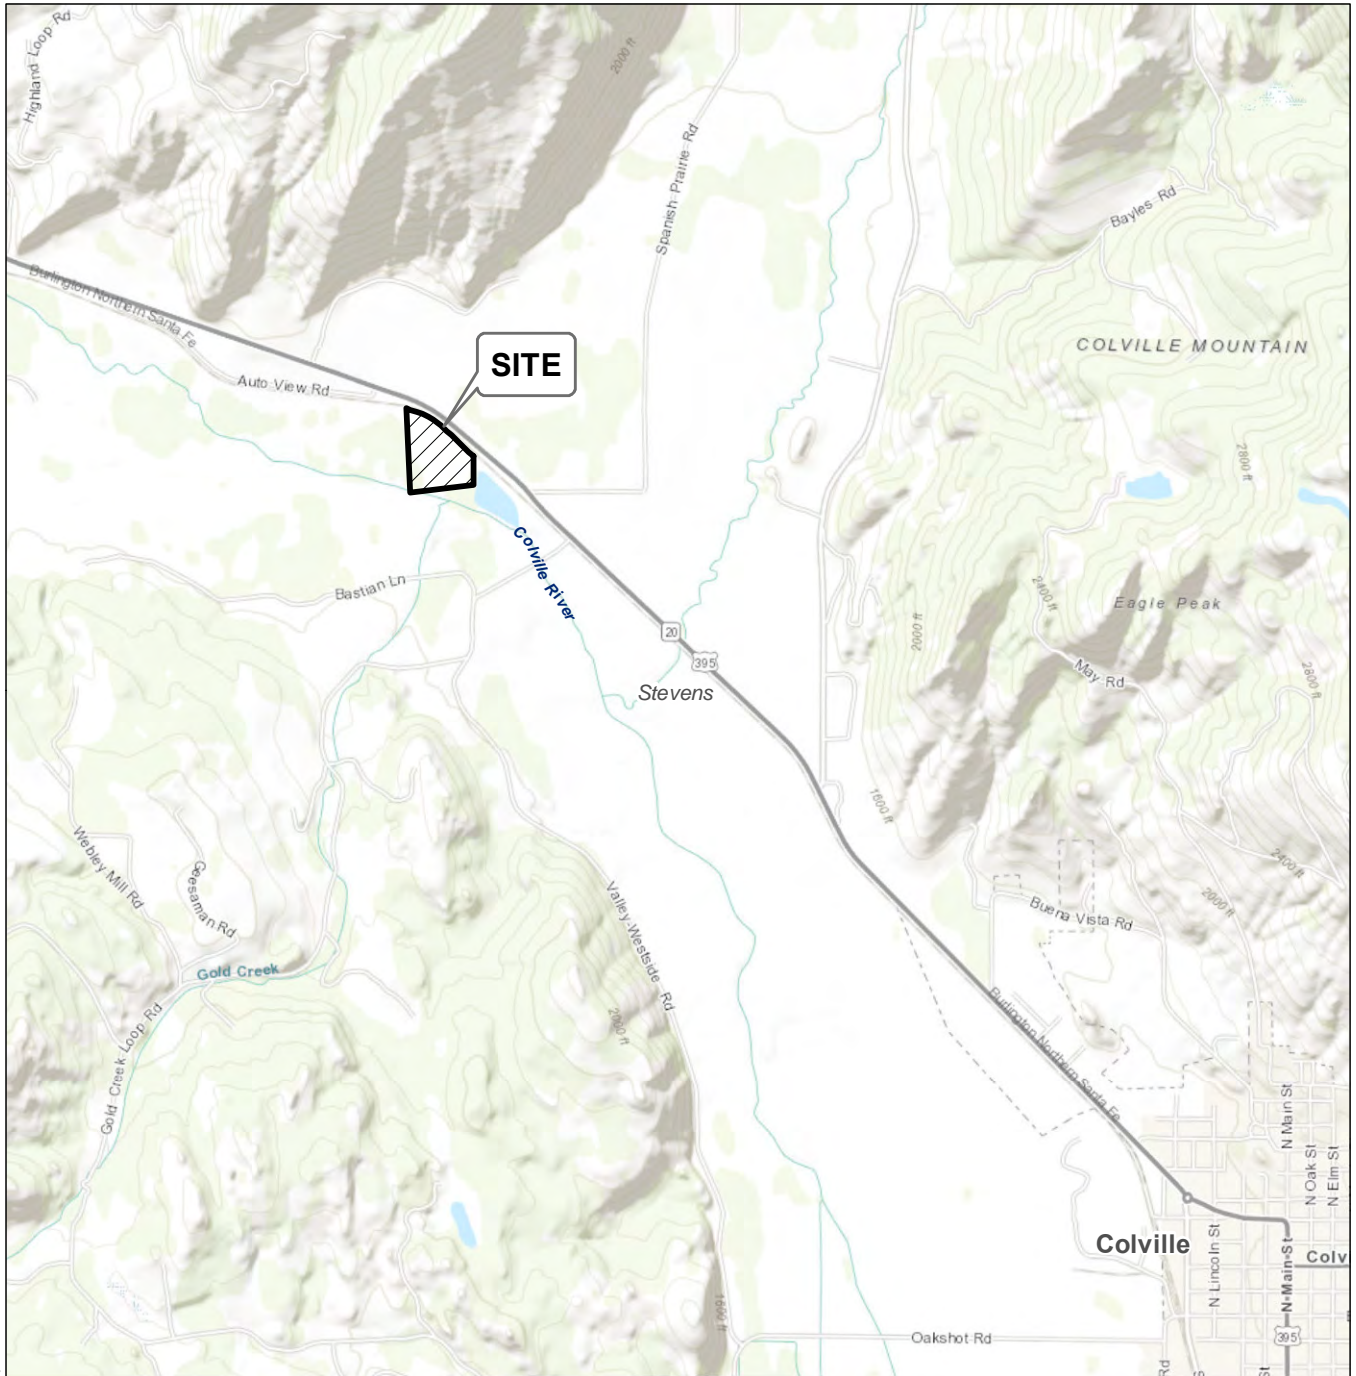 Highland Loop Rd
2000 ft
Spanish Prairie Rd
Bayles Rd
Burlington Northern Santa Fe
COLVILLE MOUNTAIN
SITE
Auto View Rd
2800 ft
Colville River
Bastian Ln
2400 ft
Eagle Peak
20
2000 ft
395
May Rd
2800 ft
Stevens
1600 ft
Webley Mill Rd
Geesaman Rd
2400 ft
Valley Westside Rd
2000 ft
Buena Vista Rd
Gold Creek
Gold Creek Loop Rd
2000 ft
Burlington Northern Santa Fe
N Main St
N Oak St
N Elm St
Colville
N Lincoln St
N Main St
Colv
1600 ft
Oakshot Rd
395
Rd
St